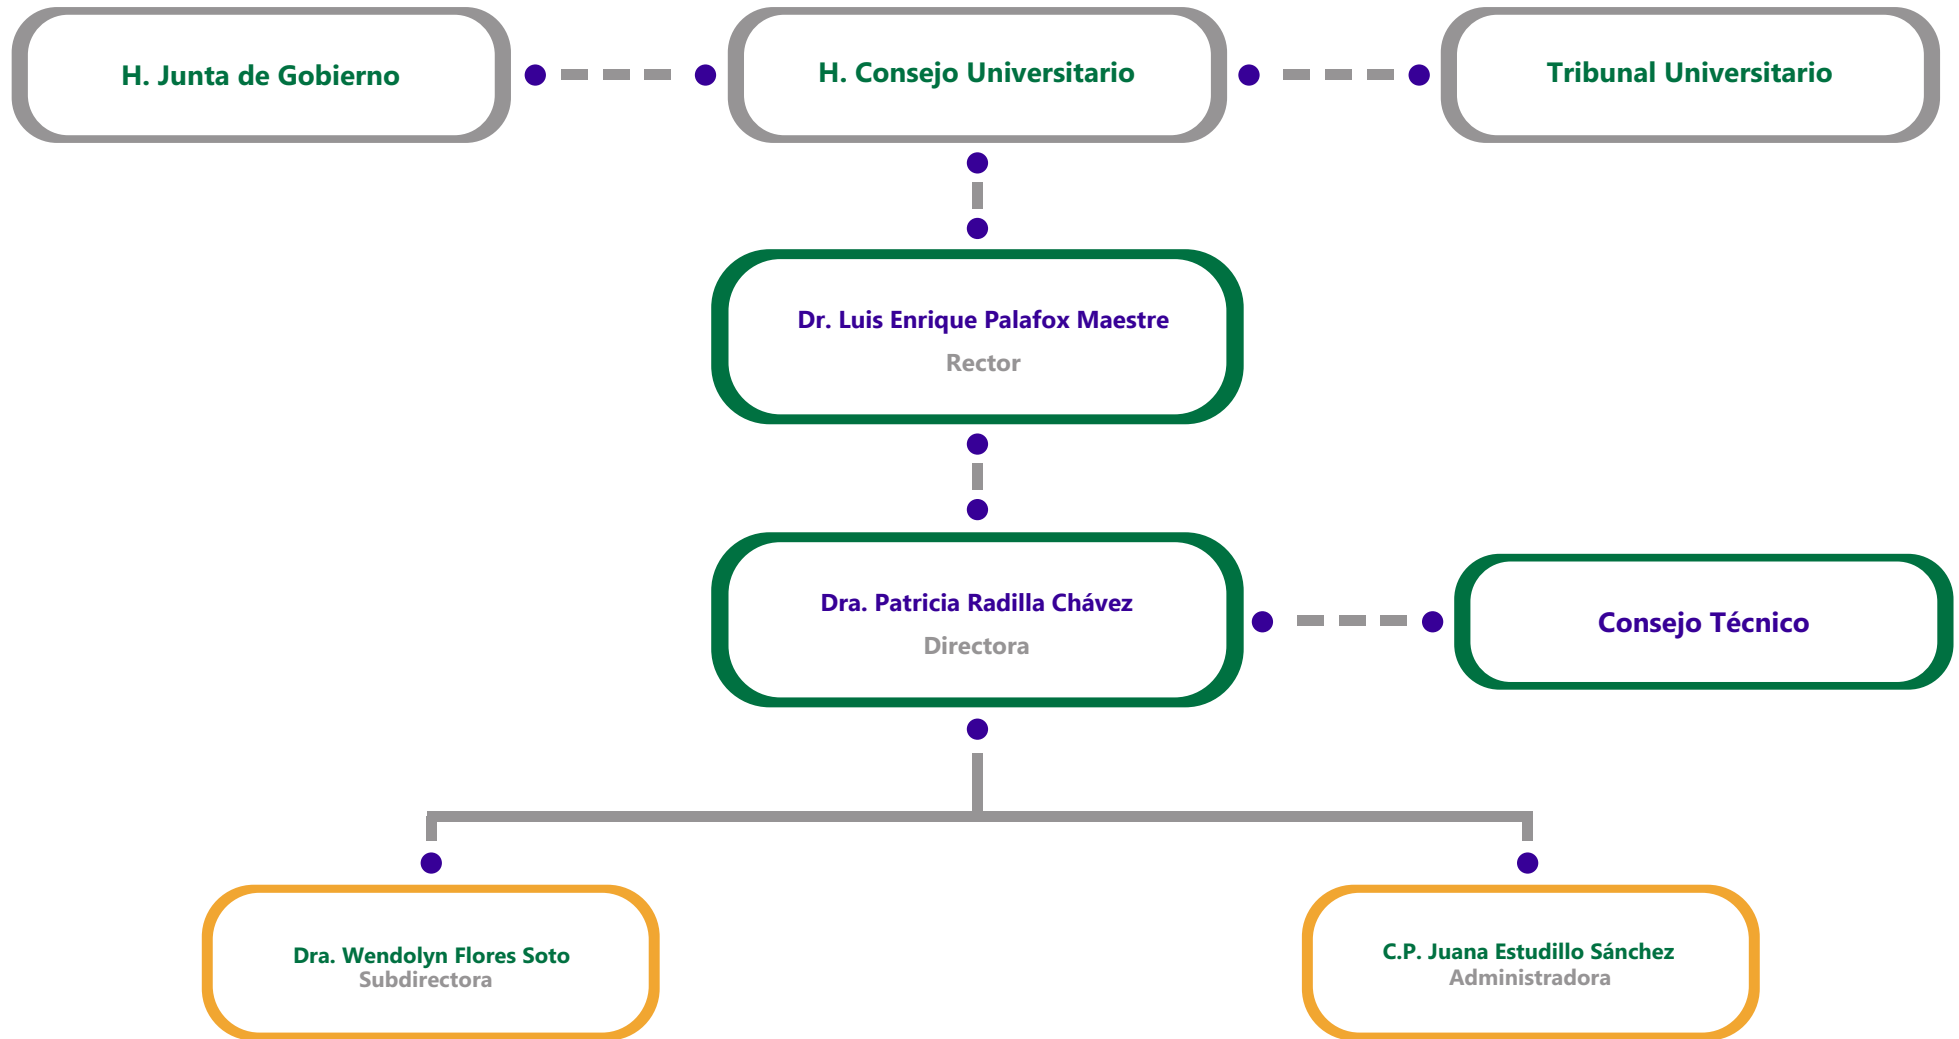 H. Junta de Gobierno
H. Consejo Universitario
Tribunal Universitario
Dr. Luis Enrique Palafox Maestre
Rector
Dra. Patricia Radilla Chávez
Directora
Consejo Técnico
Dra. Wendolyn Flores Soto
Subdirectora
C.P. Juana Estudillo Sánchez
Administradora